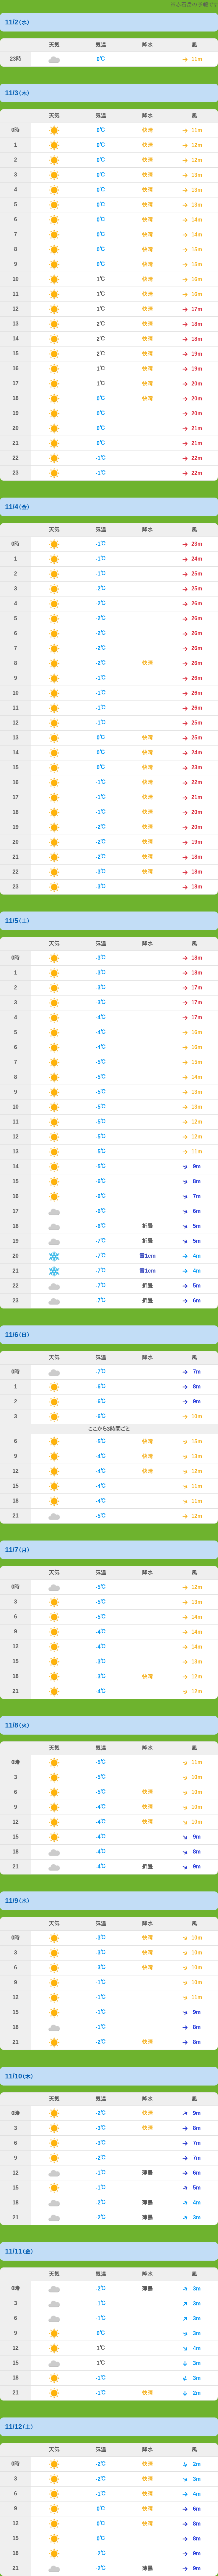 11/2(水)
天気 気温 降水 風
23時 0℃ 11m
11/3(木)
天気 気温 降水 風
0時 0℃ 快晴 11m
1 0℃ 快晴 12m
2 0℃ 快晴 12m
3 0℃ 快晴 13m
4 0℃ 快晴 13m
5 0℃ 快晴 13m
6 0℃ 快晴 14m
7 0℃ 快晴 14m
8 0℃ 快晴 15m
9 0℃ 快晴 15m
10 1℃ 快晴 16m
11 1℃ 快晴 16m
12 1℃ 快晴 17m
13 2℃ 快晴 18m
14 2℃ 快晴 18m
15 2℃ 快晴 19m
16 1℃ 快晴 19m
17 1℃ 快晴 20m
18 0℃ 快晴 20m
19 0℃ 20m
20 0℃ 21m
21 0℃ 21m
22 -1℃ 22m
23 -1℃ 22m
11/4(金)
天気 気温 降水 風
0時 -1℃ 23m
1 -1℃ 24m
2 -1℃ 25m
3 -2℃ 25m
4 -2℃ 26m
5 -2℃ 26m
6 -2℃ 26m
7 -2℃ 26m
8 -2℃ 快晴 26m
9 -1℃ 26m
10 -1℃ 26m
11 -1℃ 26m
12 -1℃ 25m
13 0℃ 快晴 25m
14 0℃ 快晴 24m
15 0℃ 快晴 23m
16 -1℃ 快晴 22m
17 -1℃ 快晴 21m
18 -1℃ 快晴 20m
19 -2℃ 快晴 20m
20 -2℃ 快晴 19m
21 -2℃ 快晴 18m
22 -3℃ 快晴 18m
23 -3℃ 18m
11/5(土)
天気 気温 降水 風
0時 -3℃ 18m
1 -3℃ 18m
2 -3℃ 17m
3 -3℃ 17m
4 -4℃ 17m
5 -4℃ 16m
6 -4℃ 16m
7 -5℃ 15m
8 -5℃ 14m
9 -5℃ 13m
10 -5℃ 13m
11 -5℃ 12m
12 -5℃ 12m
13 -5℃ 11m
14 -5℃ 9m
15 -6℃ 8m
16 -6℃ 7m
17 -6℃ 6m
18 -6℃ 折曇 5m
19 -7℃ 折曇 5m
20 -7℃ 雪1cm 4m
21 -7℃ 雪1cm 4m
22 -7℃ 折曇 5m
23 -7℃ 折曇 6m
11/6(日)
天気 気温 降水 風
0時 -7℃ 7m
1 -6℃ 8m
2 -6℃ 9m
3 -6℃ 10m
ここから3時間ごと
6 -5℃ 快晴 15m
9 -4℃ 快晴 13m
12 -4℃ 快晴 12m
15 -4℃ 11m
18 -4℃ 11m
21 -5℃ 12m
11/7(月)
天気 気温 降水 風
0時 -5℃ 12m
3 -5℃ 13m
6 -5℃ 14m
9 -4℃ 14m
12 -4℃ 14m
15 -3℃ 13m
18 -3℃ 快晴 12m
21 -4℃ 12m
11/8(火)
天気 気温 降水 風
0時 -5℃ 11m
3 -5℃ 10m
6 -5℃ 快晴 10m
9 -4℃ 快晴 10m
12 -4℃ 快晴 10m
15 -4℃ 9m
18 -4℃ 8m
21 -4℃ 折曇 9m
11/9(水)
天気 気温 降水 風
0時 -3℃ 快晴 10m
3 -3℃ 快晴 10m
6 -3℃ 快晴 10m
9 -1℃ 10m
12 -1℃ 11m
15 -1℃ 9m
18 -1℃ 8m
21 -2℃ 快晴 8m
11/10(木)
天気 気温 降水 風
0時 -2℃ 快晴 9m
3 -3℃ 快晴 8m
6 -3℃ 7m
9 -2℃ 7m
12 -1℃ 薄曇 6m
15 -1℃ 5m
18 -2℃ 薄曇 4m
21 -2℃ 薄曇 3m
11/11(金)
天気 気温 降水 風
0時 -2℃ 薄曇 3m
3 -1℃ 3m
6 -1℃ 3m
9 0℃ 3m
12 1℃ 4m
15 1℃ 3m
18 -1℃ 3m
21 -1℃ 快晴 2m
11/12(土)
天気 気温 降水 風
0時 -2℃ 快晴 2m
3 -2℃ 快晴 3m
6 -1℃ 快晴 4m
9 0℃ 快晴 6m
12 0℃ 快晴 8m
15 0℃ 8m
18 -2℃ 9m
21 -2℃ 薄曇 9m